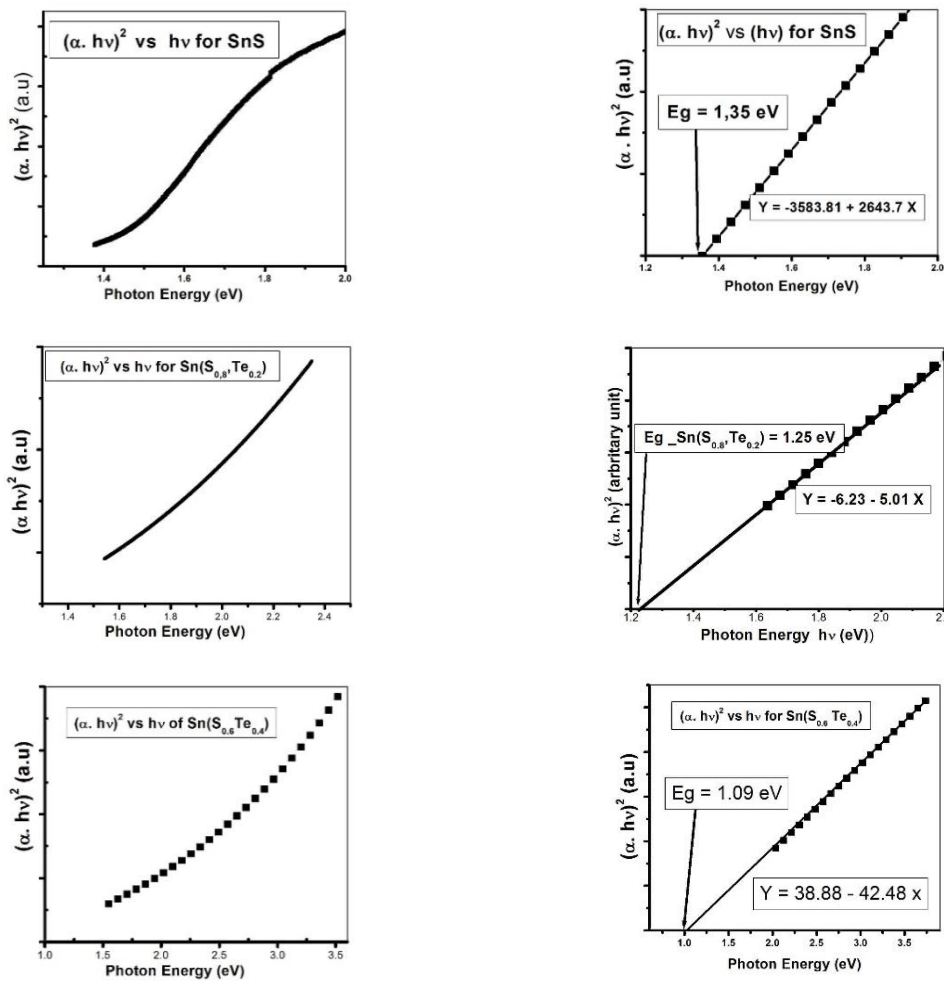 (α. hν)² vs hν for SnS
(α. hν)² (a.u)
1.4 1.6 1.8 2.0
Photon Energy (eV)
(α. hν)² vs (hν) for SnS
Eg = 1,35 eV
Y = -3583.81 + 2643.7 X
(α . hν)² (a.u)
1.2 1.4 1.6 1.8 2.0
Photon Energy (eV)
(α. hν)² vs hν for Sn(S₀,₈,Te₀.₂)
(α hν)² (a.u)
1.4 1.6 1.8 2.0 2.2 2.4
Photon Energy (eV)
Eg _Sn(S₀.₈,Te₀.₂) = 1.25 eV
Y = -6.23 - 5.01 X
(α. hν)² (arbritary unit)
1.2 1.4 1.6 1.8 2.0
Photon Energy hν (eV))
(α. hν)² vs hν of Sn(S₀.₆Te₀.₄)
(α. hν)² (a.u)
1.0 1.5 2.0 2.5 3.0 3.5
Photon Energy (eV)
(α. hν)² vs hν for Sn(S₀.₆ Te₀.₄)
Eg = 1.09 eV
Y = 38.88 - 42.48 x
(α. hν)² (a.u)
1.0 1.5 2.0 2.5 3.0 3.5
Photon Energy (eV)